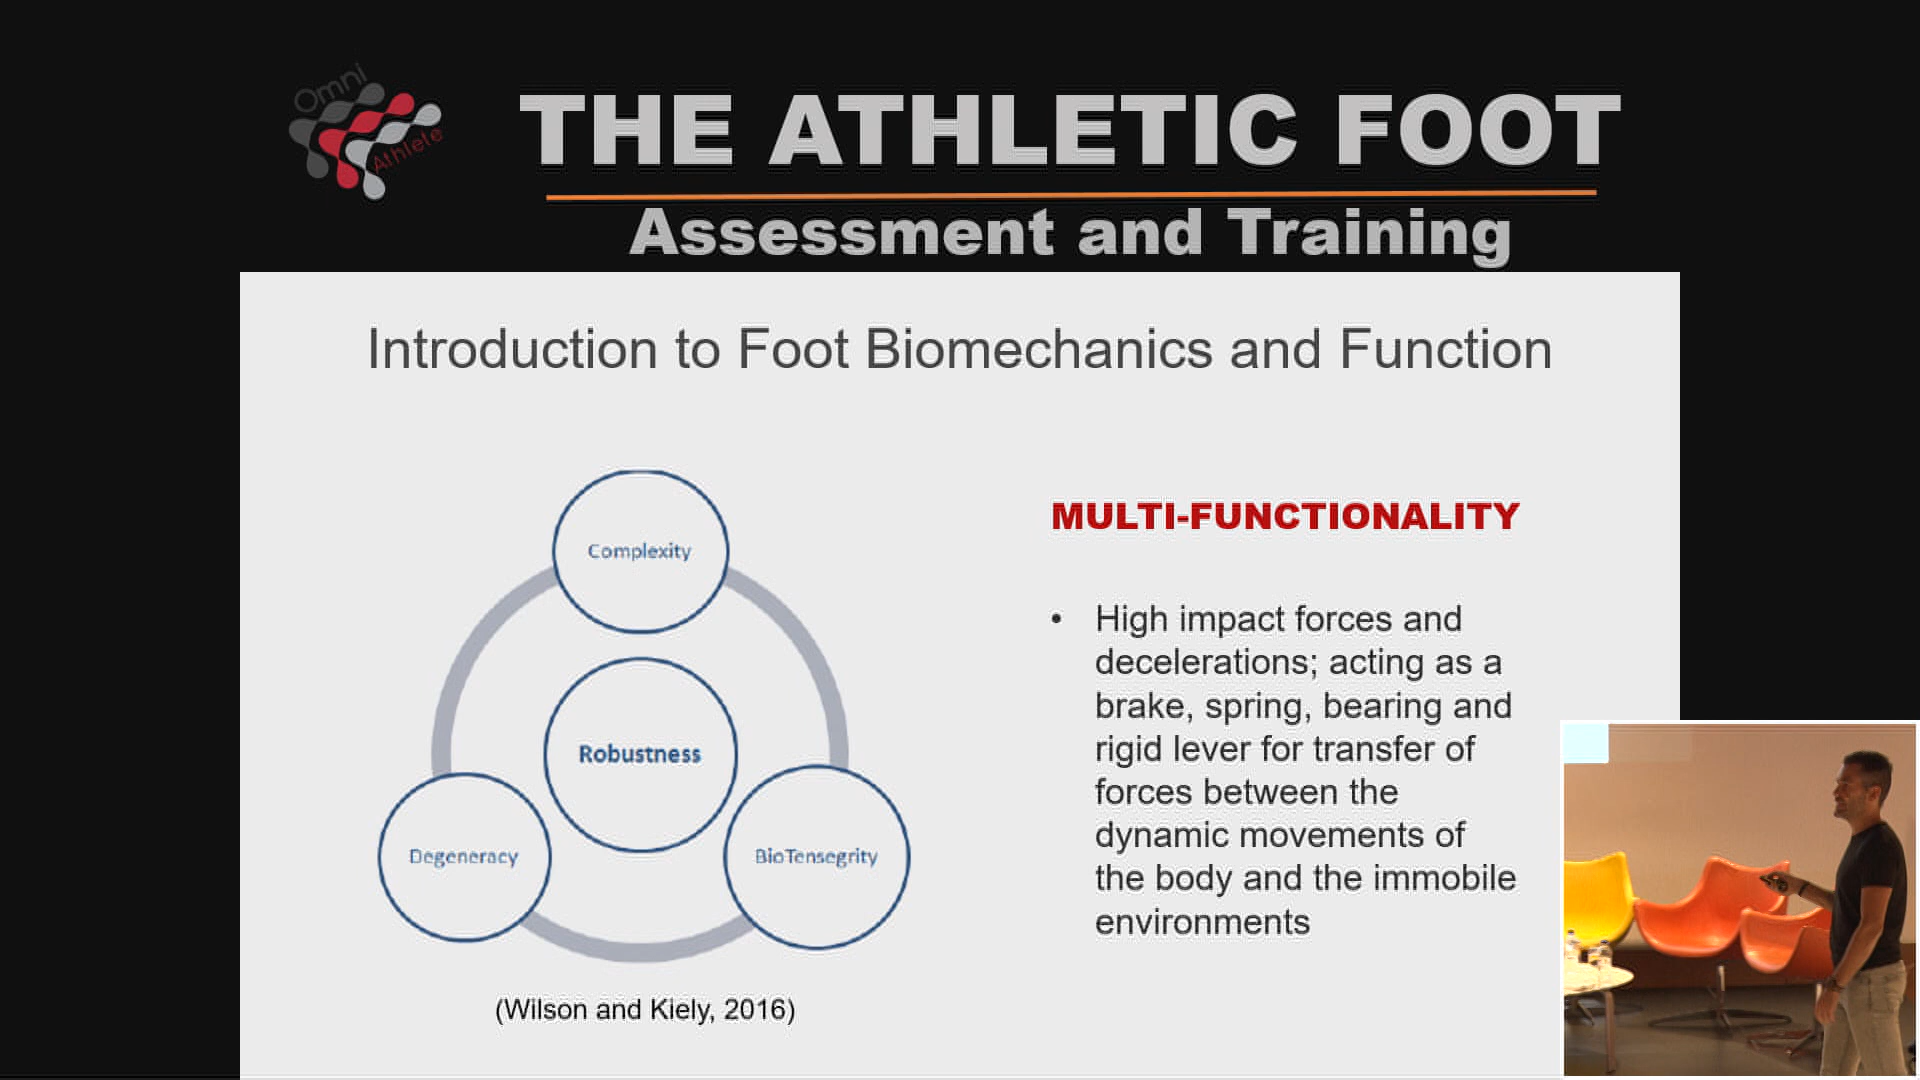 Omni
Athlete
THE ATHLETIC FOOT
Assessment and Training
Introduction to Foot Biomechanics and Function
Complexity
Robustness
Degeneracy
BioTensegrity
(Wilson and Kiely, 2016)
MULTI-FUNCTIONALITY
• High impact forces and
decelerations; acting as a
brake, spring, bearing and
rigid lever for transfer of
forces between the
dynamic movements of
the body and the immobile
environments